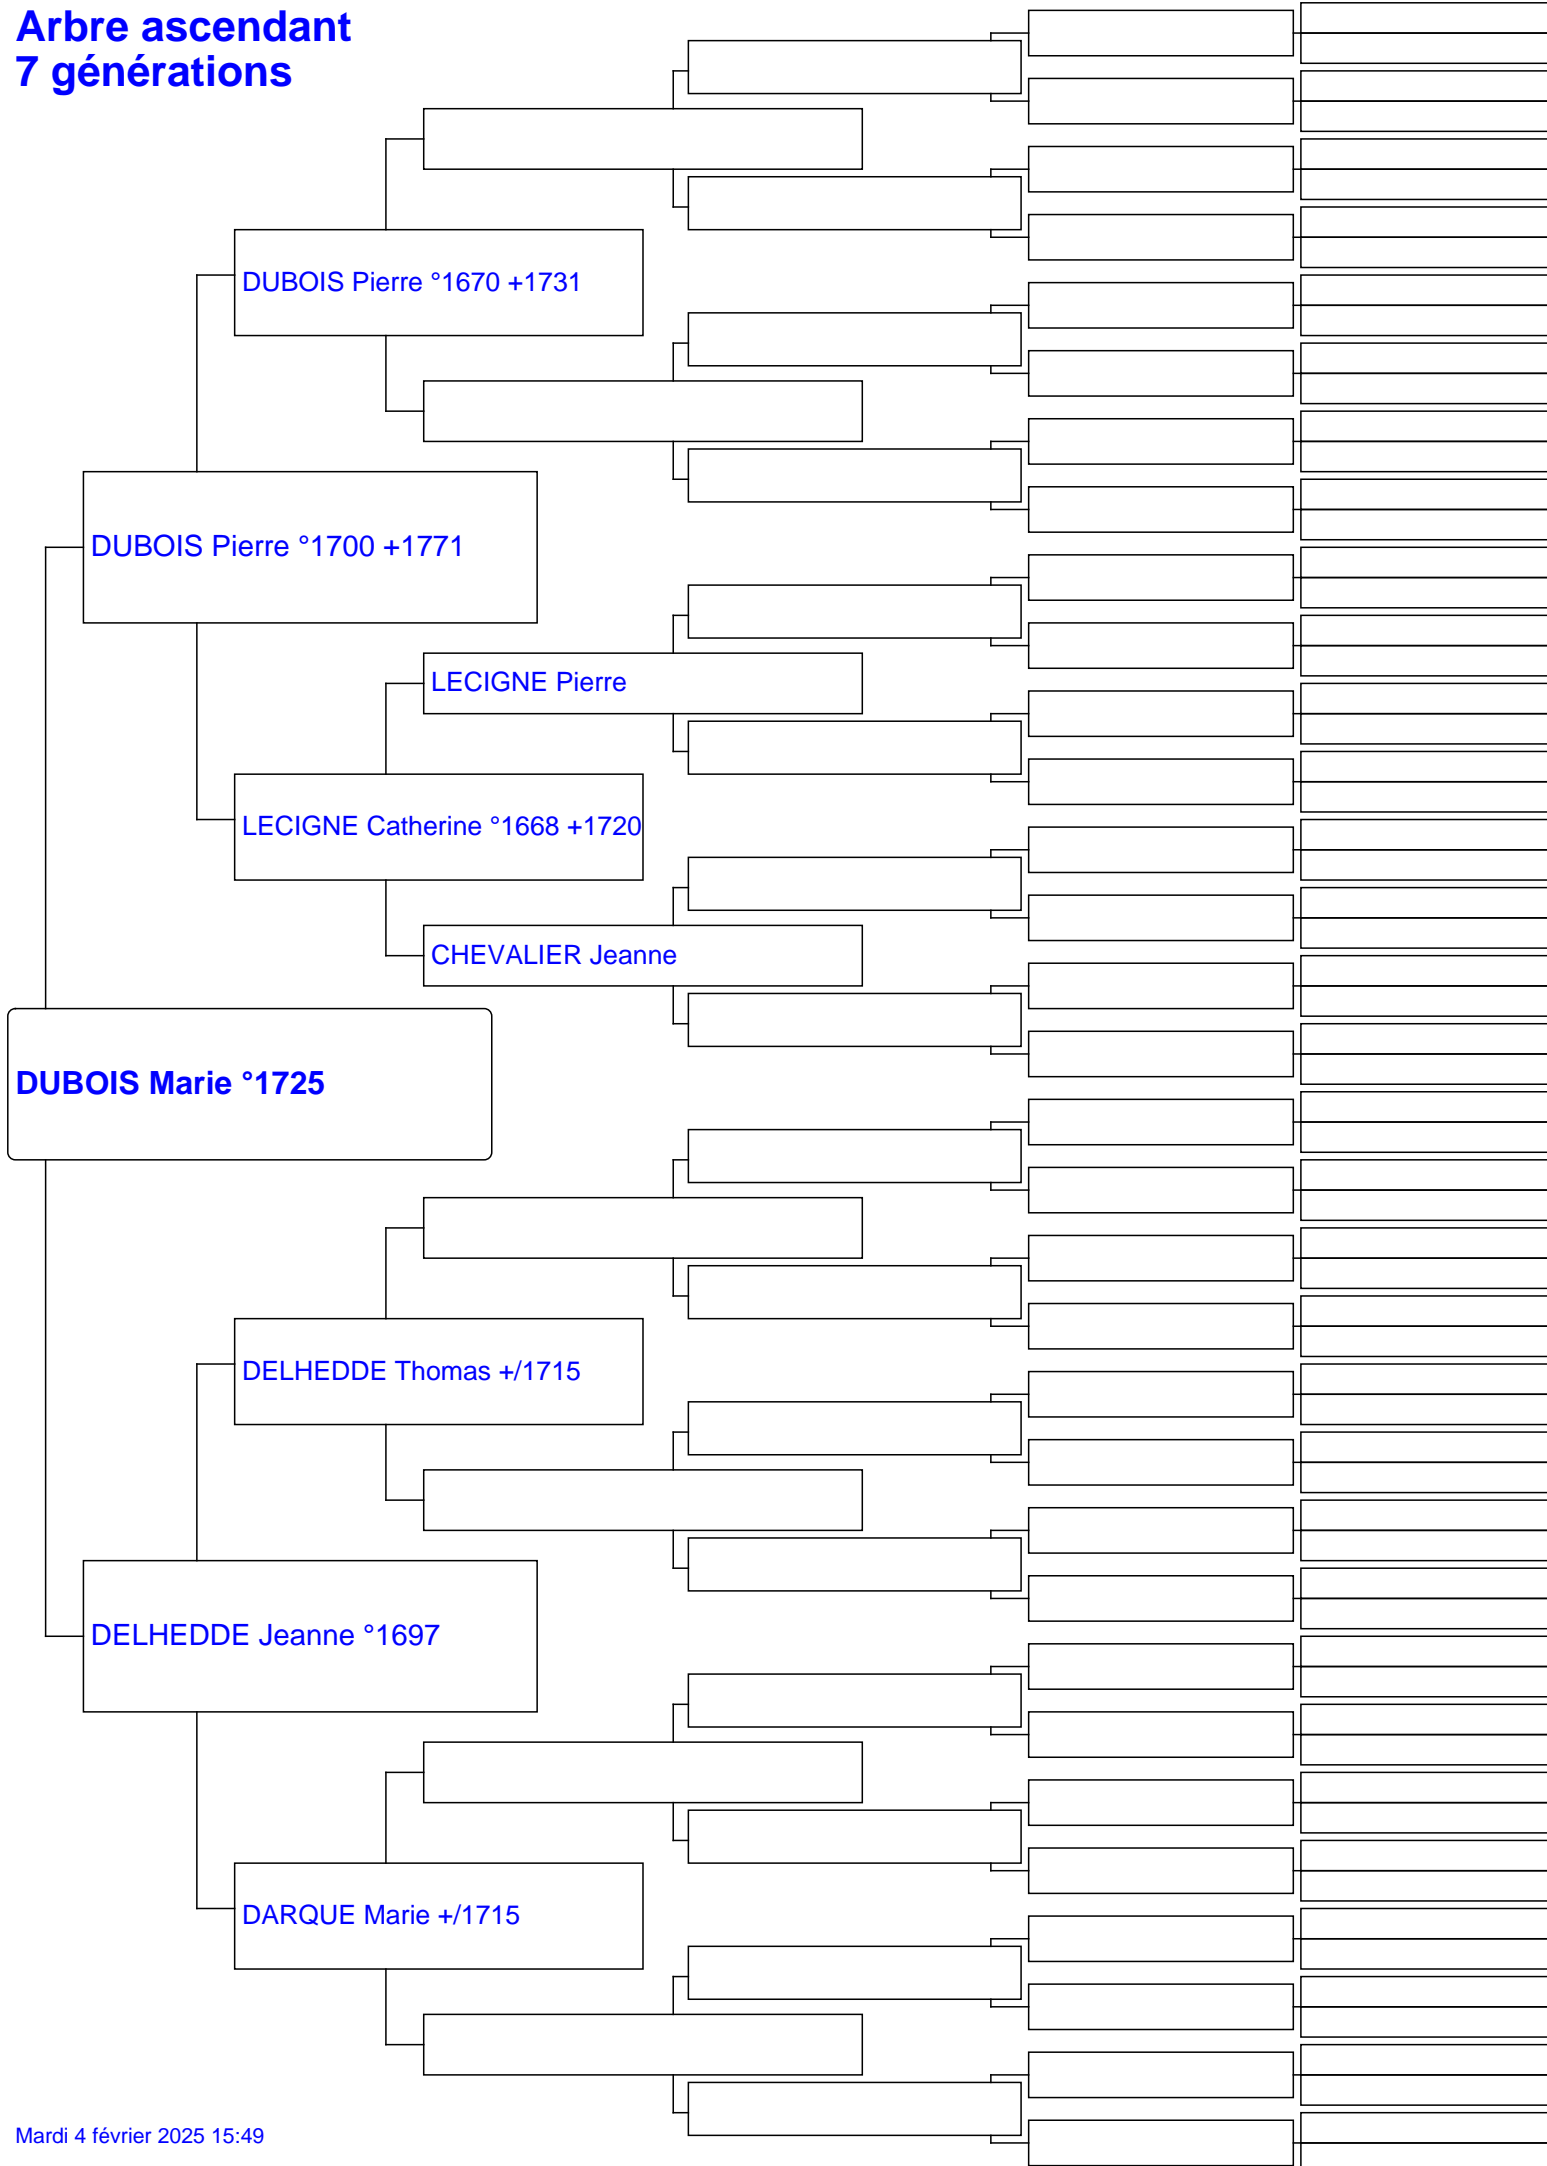 Arbre ascendant
7 générations
DUBOIS Pierre °1670 +1731
DUBOIS Pierre °1700 +1771
LECIGNE Pierre
LECIGNE Catherine °1668 +1720
CHEVALIER Jeanne
DUBOIS Marie °1725
DELHEDDE Thomas +/1715
DELHEDDE Jeanne °1697
DARQUE Marie +/1715
Mardi 4 février 2025 15:49